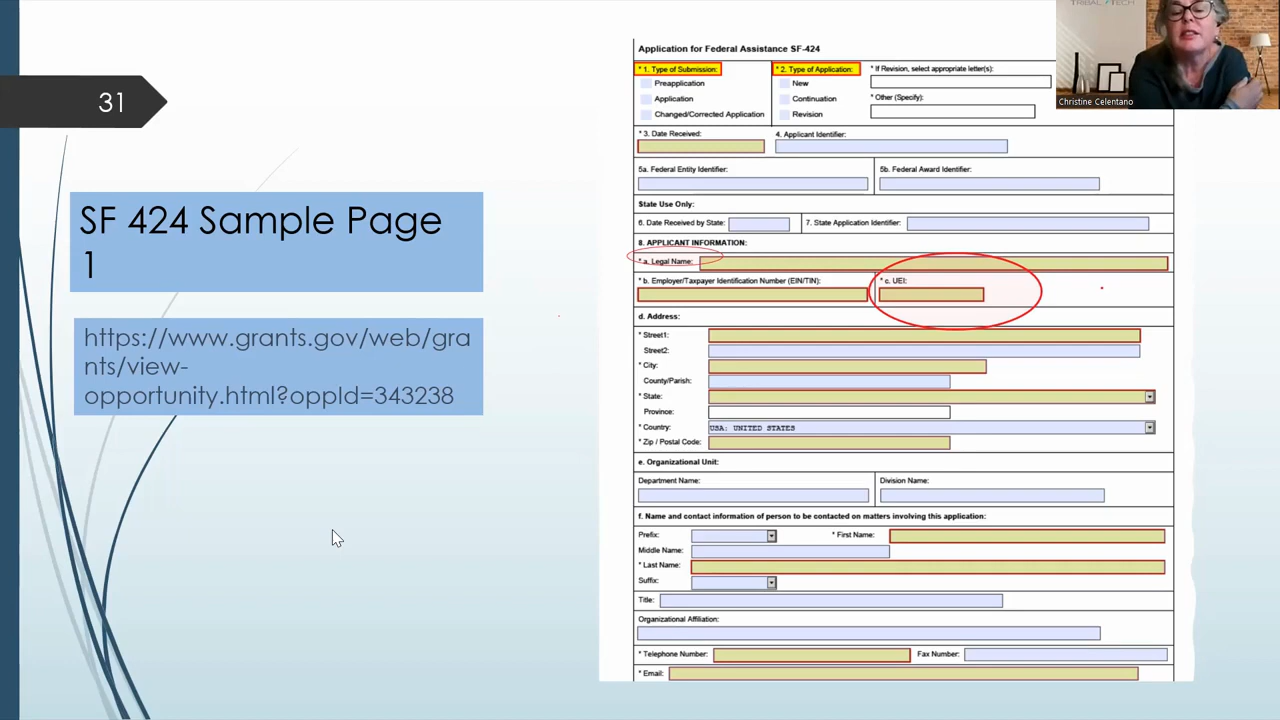 31
SF 424 Sample Page
1
https://www.grants.gov/web/gra
nts/view-
opportunity.html?oppId=343238
TRIBAL TECH
Christine Celentano
Application for Federal Assistance SF-424
* 1. Type of Submission:
Preapplication
Application
Changed/Corrected Application
* 2. Type of Application:
New
Continuation
Revision
* If Revision, select appropriate letter(s):
* Other (Specify):
* 3. Date Received:
4. Applicant Identifier:
5a. Federal Entity Identifier:
5b. Federal Award Identifier:
State Use Only:
6. Date Received by State:
7. State Application Identifier:
8. APPLICANT INFORMATION:
* a. Legal Name:
* b. Employer/Taxpayer Identification Number (EIN/TIN):
* c. UEI:
d. Address:
* Street1:
Street2:
* City:
County/Parish:
* State:
Province:
* Country:
USA: UNITED STATES
* Zip / Postal Code:
e. Organizational Unit:
Department Name:
Division Name:
f. Name and contact information of person to be contacted on matters involving this application:
Prefix:
* First Name:
Middle Name:
* Last Name:
Suffix:
Title:
Organizational Affiliation:
* Telephone Number:
Fax Number:
* Email: